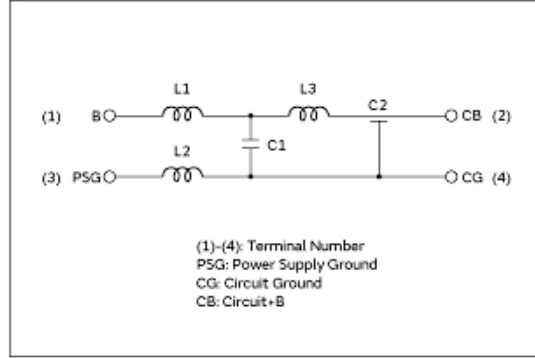 L1
L3
C2
(1) B
CB (2)
C1
L2
(3) PSG
CG (4)
(1)-(4): Terminal Number
PSG: Power Supply Ground
CG: Circuit Ground
CB: Circuit+B